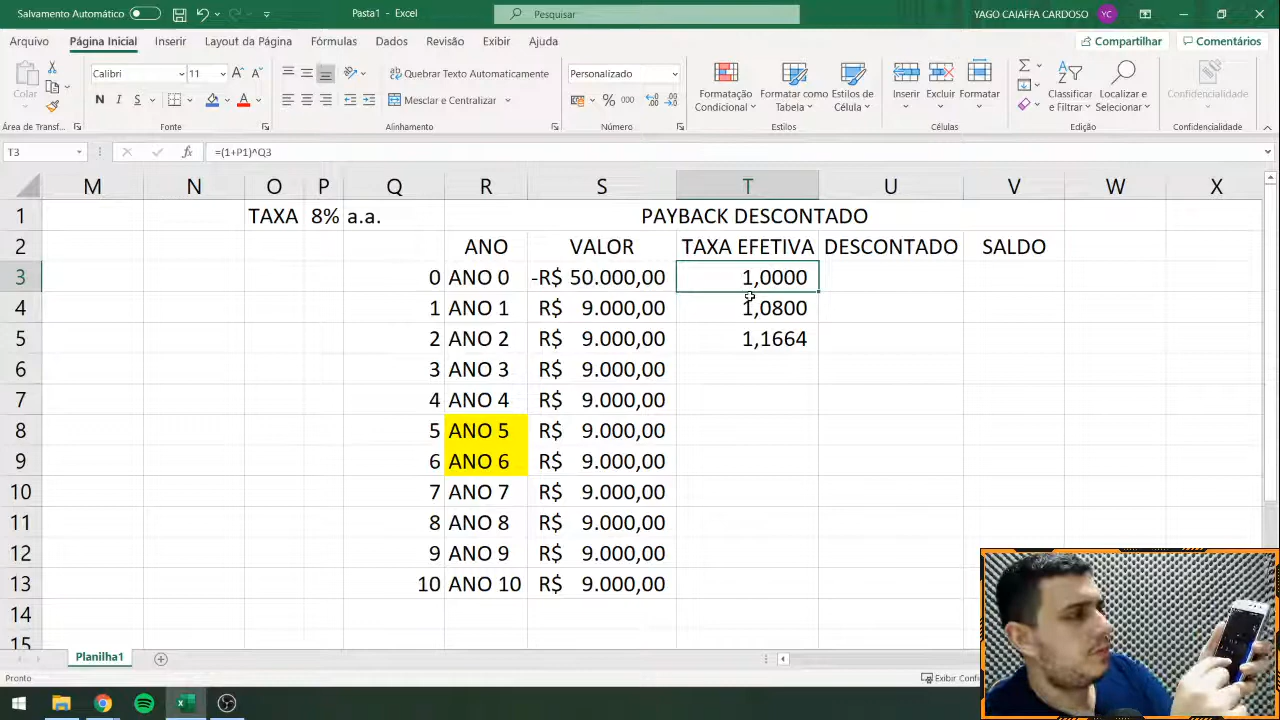 Salvamento Automático
Pasta1 - Excel
Pesquisar
YAGO CAIAFFA CARDOSO YC
Arquivo Página Inicial Inserir Layout da Página Fórmulas Dados Revisão Exibir Ajuda Compartilhar Comentários
Colar Calibri 11 Quebrar Texto Automaticamente Personalizado
N I S Mesclar e Centralizar % 000
Formatação Condicional Formatar como Tabela Estilos de Célula Inserir Excluir Formatar Classificar e Filtrar Localizar e Selecionar Confidencialidade
Área de Transf... Fonte Alinhamento Número Estilos Células Edição Confidencialidade
T3 fx =(1+P1)^Q3
M N O P Q R S T U V W X
1 TAXA 8% a.a. PAYBACK DESCONTADO
2 ANO VALOR TAXA EFETIVA DESCONTADO SALDO
3 0 ANO 0 -R$ 50.000,00 1,0000
4 1 ANO 1 R$ 9.000,00 1,0800
5 2 ANO 2 R$ 9.000,00 1,1664
6 3 ANO 3 R$ 9.000,00
7 4 ANO 4 R$ 9.000,00
8 5 ANO 5 R$ 9.000,00
9 6 ANO 6 R$ 9.000,00
10 7 ANO 7 R$ 9.000,00
11 8 ANO 8 R$ 9.000,00
12 9 ANO 9 R$ 9.000,00
13 10 ANO 10 R$ 9.000,00
14
15
Planilha1
Pronto
Exibir Confi